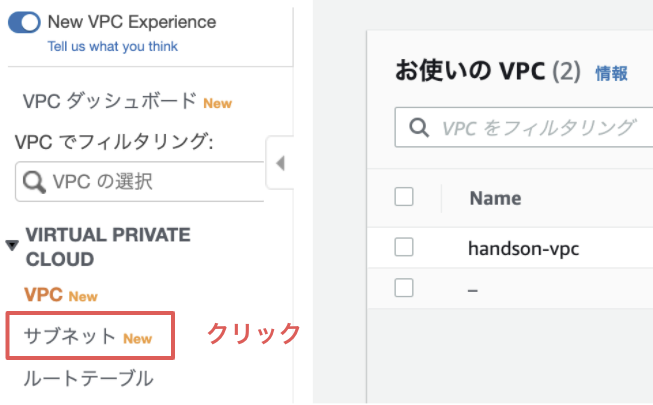 New VPC Experience
Tell us what you think
VPC ダッシュボード New
VPC でフィルタリング:
VPC の選択
VIRTUAL PRIVATE
CLOUD
VPC New
サブネット New
クリック
ルートテーブル
お使いの VPC (2) 情報
VPC をフィルタリング
Name
handson-vpc
–